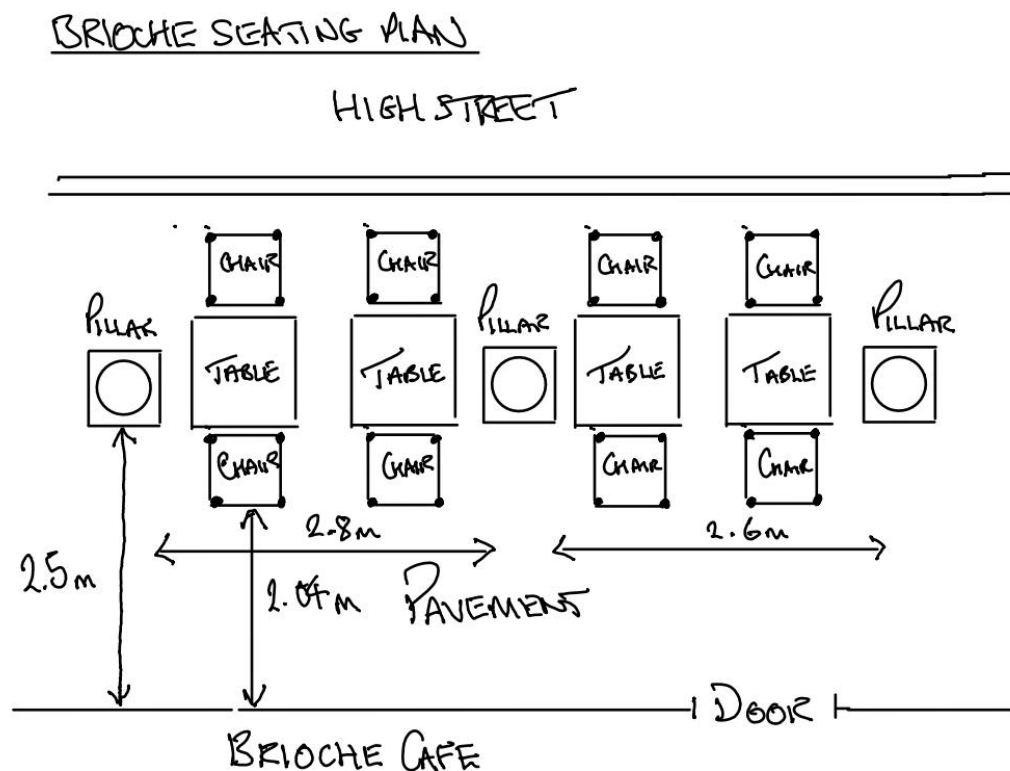 BRIOCHE SEATING PLAN
HIGH STREET
CHAIR CHAIR CHAIR CHAIR
PILLAR PILLAR PILLAR
TABLE TABLE TABLE TABLE
CHAIR CHAIR CHAIR CHAIR
2.8m 2.6m
2.5m
2.04m PAVEMENT
DOOR
BRIOCHE CAFE